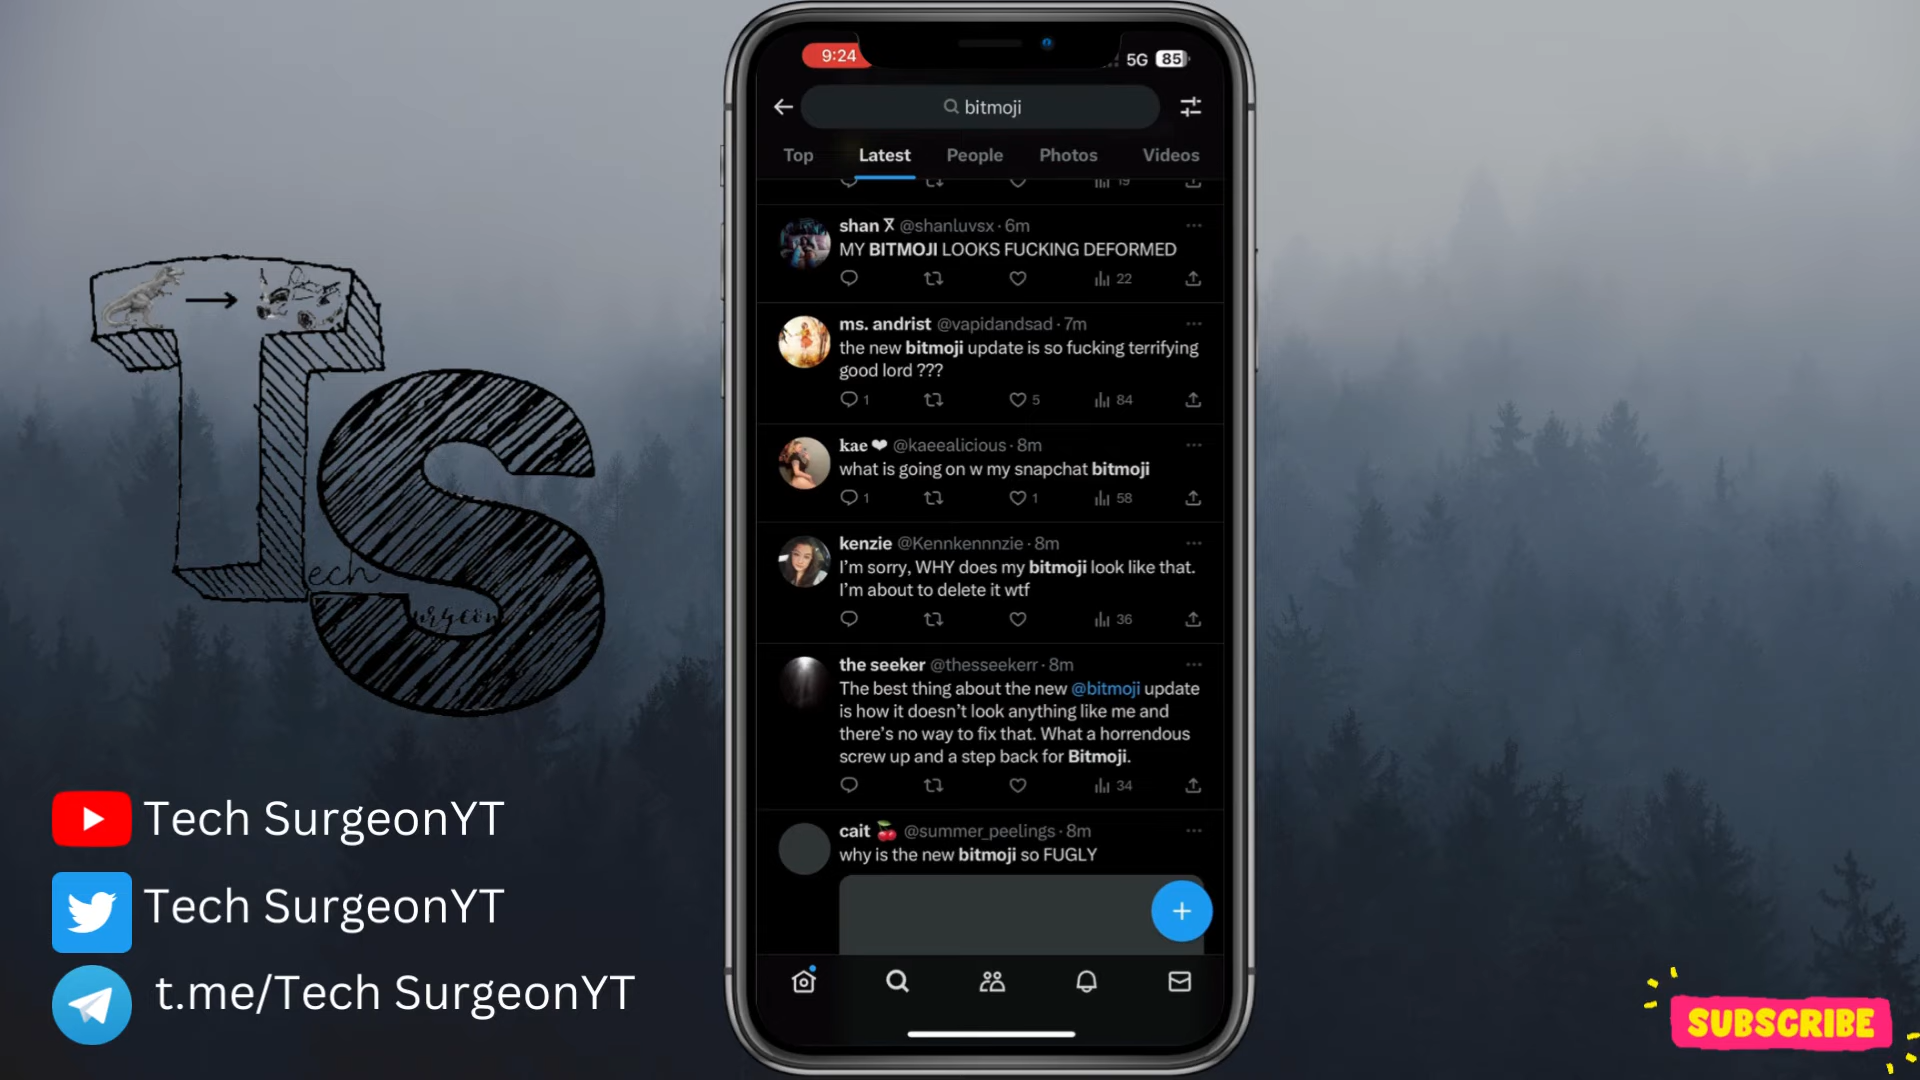 9:24
5G 85
bitmoji
Top Latest People Photos Videos
19
shan @shanluvsx · 6m
MY BITMOJI LOOKS FUCKING DEFORMED
22
ms. andrist @vapidandsad · 7m
the new bitmoji update is so fucking terrifying
good lord ???
1 5 84
kae ❤ @kaeealicious · 8m
what is going on w my snapchat bitmoji
1 1 58
kenzie @Kennkennnzie · 8m
I'm sorry, WHY does my bitmoji look like that.
I'm about to delete it wtf
36
the seeker @thesseekerr · 8m
The best thing about the new @bitmoji update
is how it doesn't look anything like me and
there's no way to fix that. What a horrendous
screw up and a step back for Bitmoji.
34
cait 🍒 @summer_peelings · 8m
why is the new bitmoji so FUGLY
Tech
Surgeon
Tech SurgeonYT
Tech SurgeonYT
t.me/Tech SurgeonYT
SUBSCRIBE